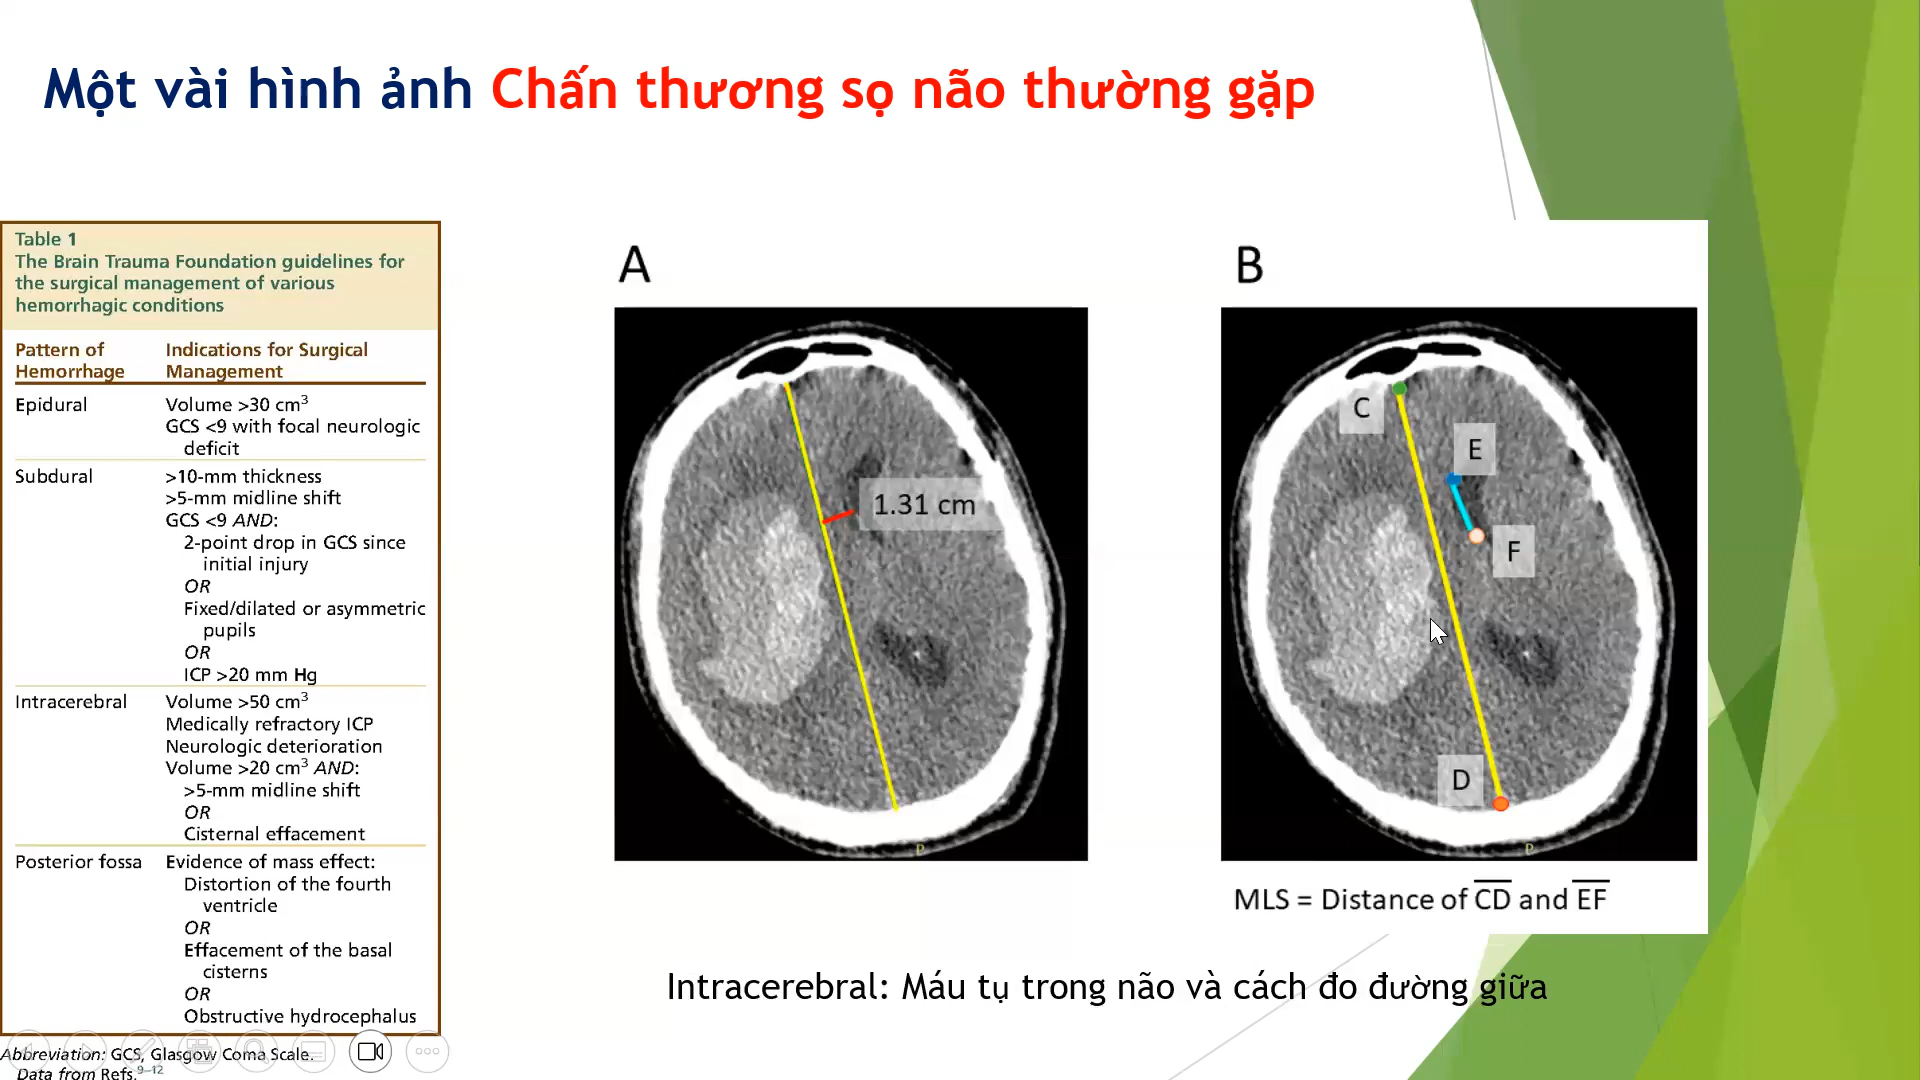 Một vài hình ảnh Chấn thương sọ não thường gặp
Table 1
The Brain Trauma Foundation guidelines for
the surgical management of various
hemorrhagic conditions
Pattern of
Hemorrhage
Indications for Surgical
Management
Epidural
Volume >30 cm³
GCS <9 with focal neurologic
deficit
Subdural
>10-mm thickness
>5-mm midline shift
GCS <9 AND:
2-point drop in GCS since
initial injury
OR
Fixed/dilated or asymmetric
pupils
OR
ICP >20 mm Hg
Intracerebral
Volume >50 cm³
Medically refractory ICP
Neurologic deterioration
Volume >20 cm³ AND:
>5-mm midline shift
OR
Cisternal effacement
Posterior fossa
Evidence of mass effect:
Distortion of the fourth
ventricle
OR
Effacement of the basal
cisterns
OR
Obstructive hydrocephalus
Abbreviation: GCS, Glasgow Coma Scale.
Data from Refs.9–12
A
1.31 cm
P
B
C
E
F
D
P
MLS = Distance of CD and EF
Intracerebral: Máu tụ trong não và cách đo đường giữa